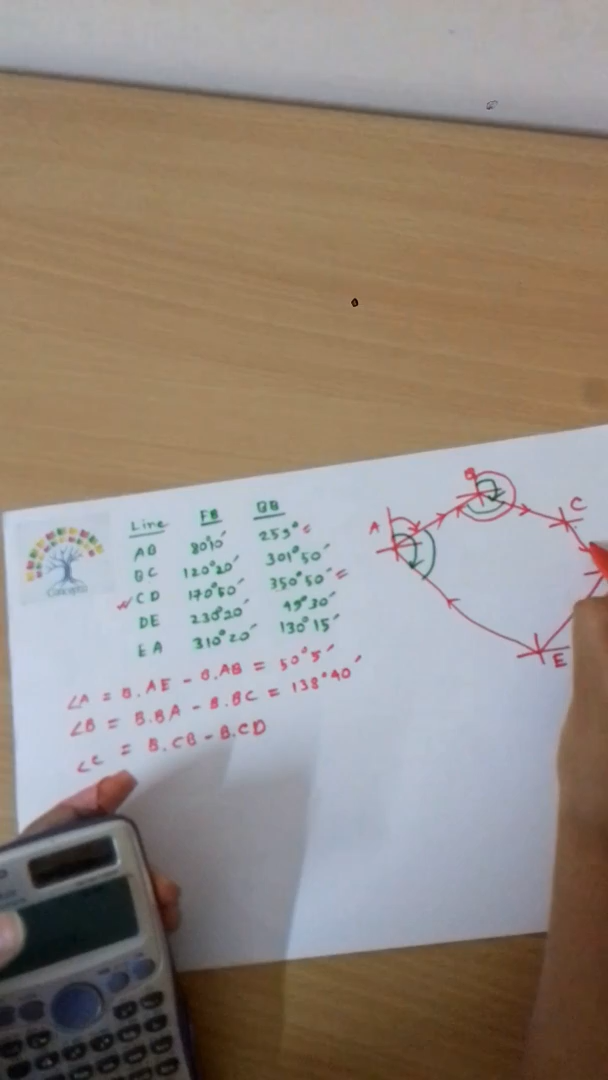 Line FB BB
AB 80°10′ 259°
BC 120°20′ 301°50′
CD 170°50′ 350°50′
DE 230°20′ 49°30′
EA 310°20′ 130°15′
∠A = B.AE - B.AB = 50°5′
∠B = B.BA - B.BC = 138°40′
∠C = B.CB - B.CD
A
B
C
E